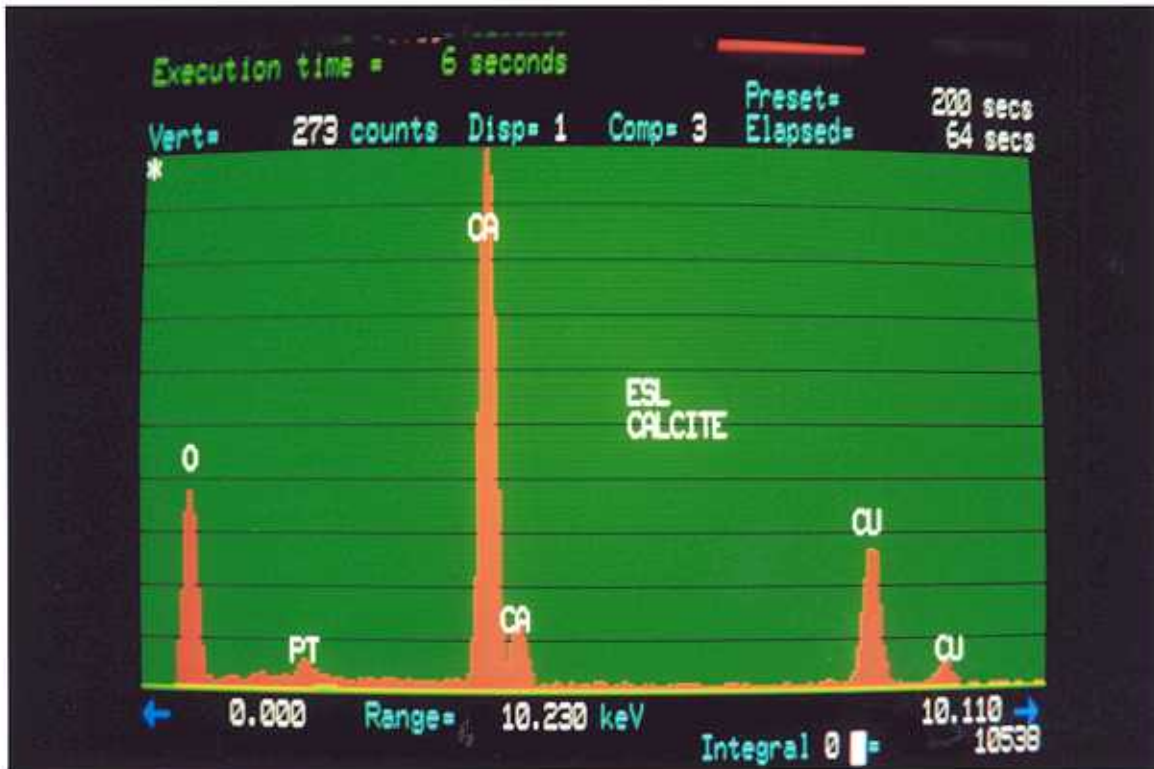 Execution time = 6 seconds
Preset= 200 secs
Vert= 273 counts Disp= 1 Comp= 3 Elapsed= 64 secs
*
CA
ESL
CALCITE
O
CU
CA
PT
CU
← 0.000 Range= 10.230 keV 10.110 →
Integral 0 = 10538